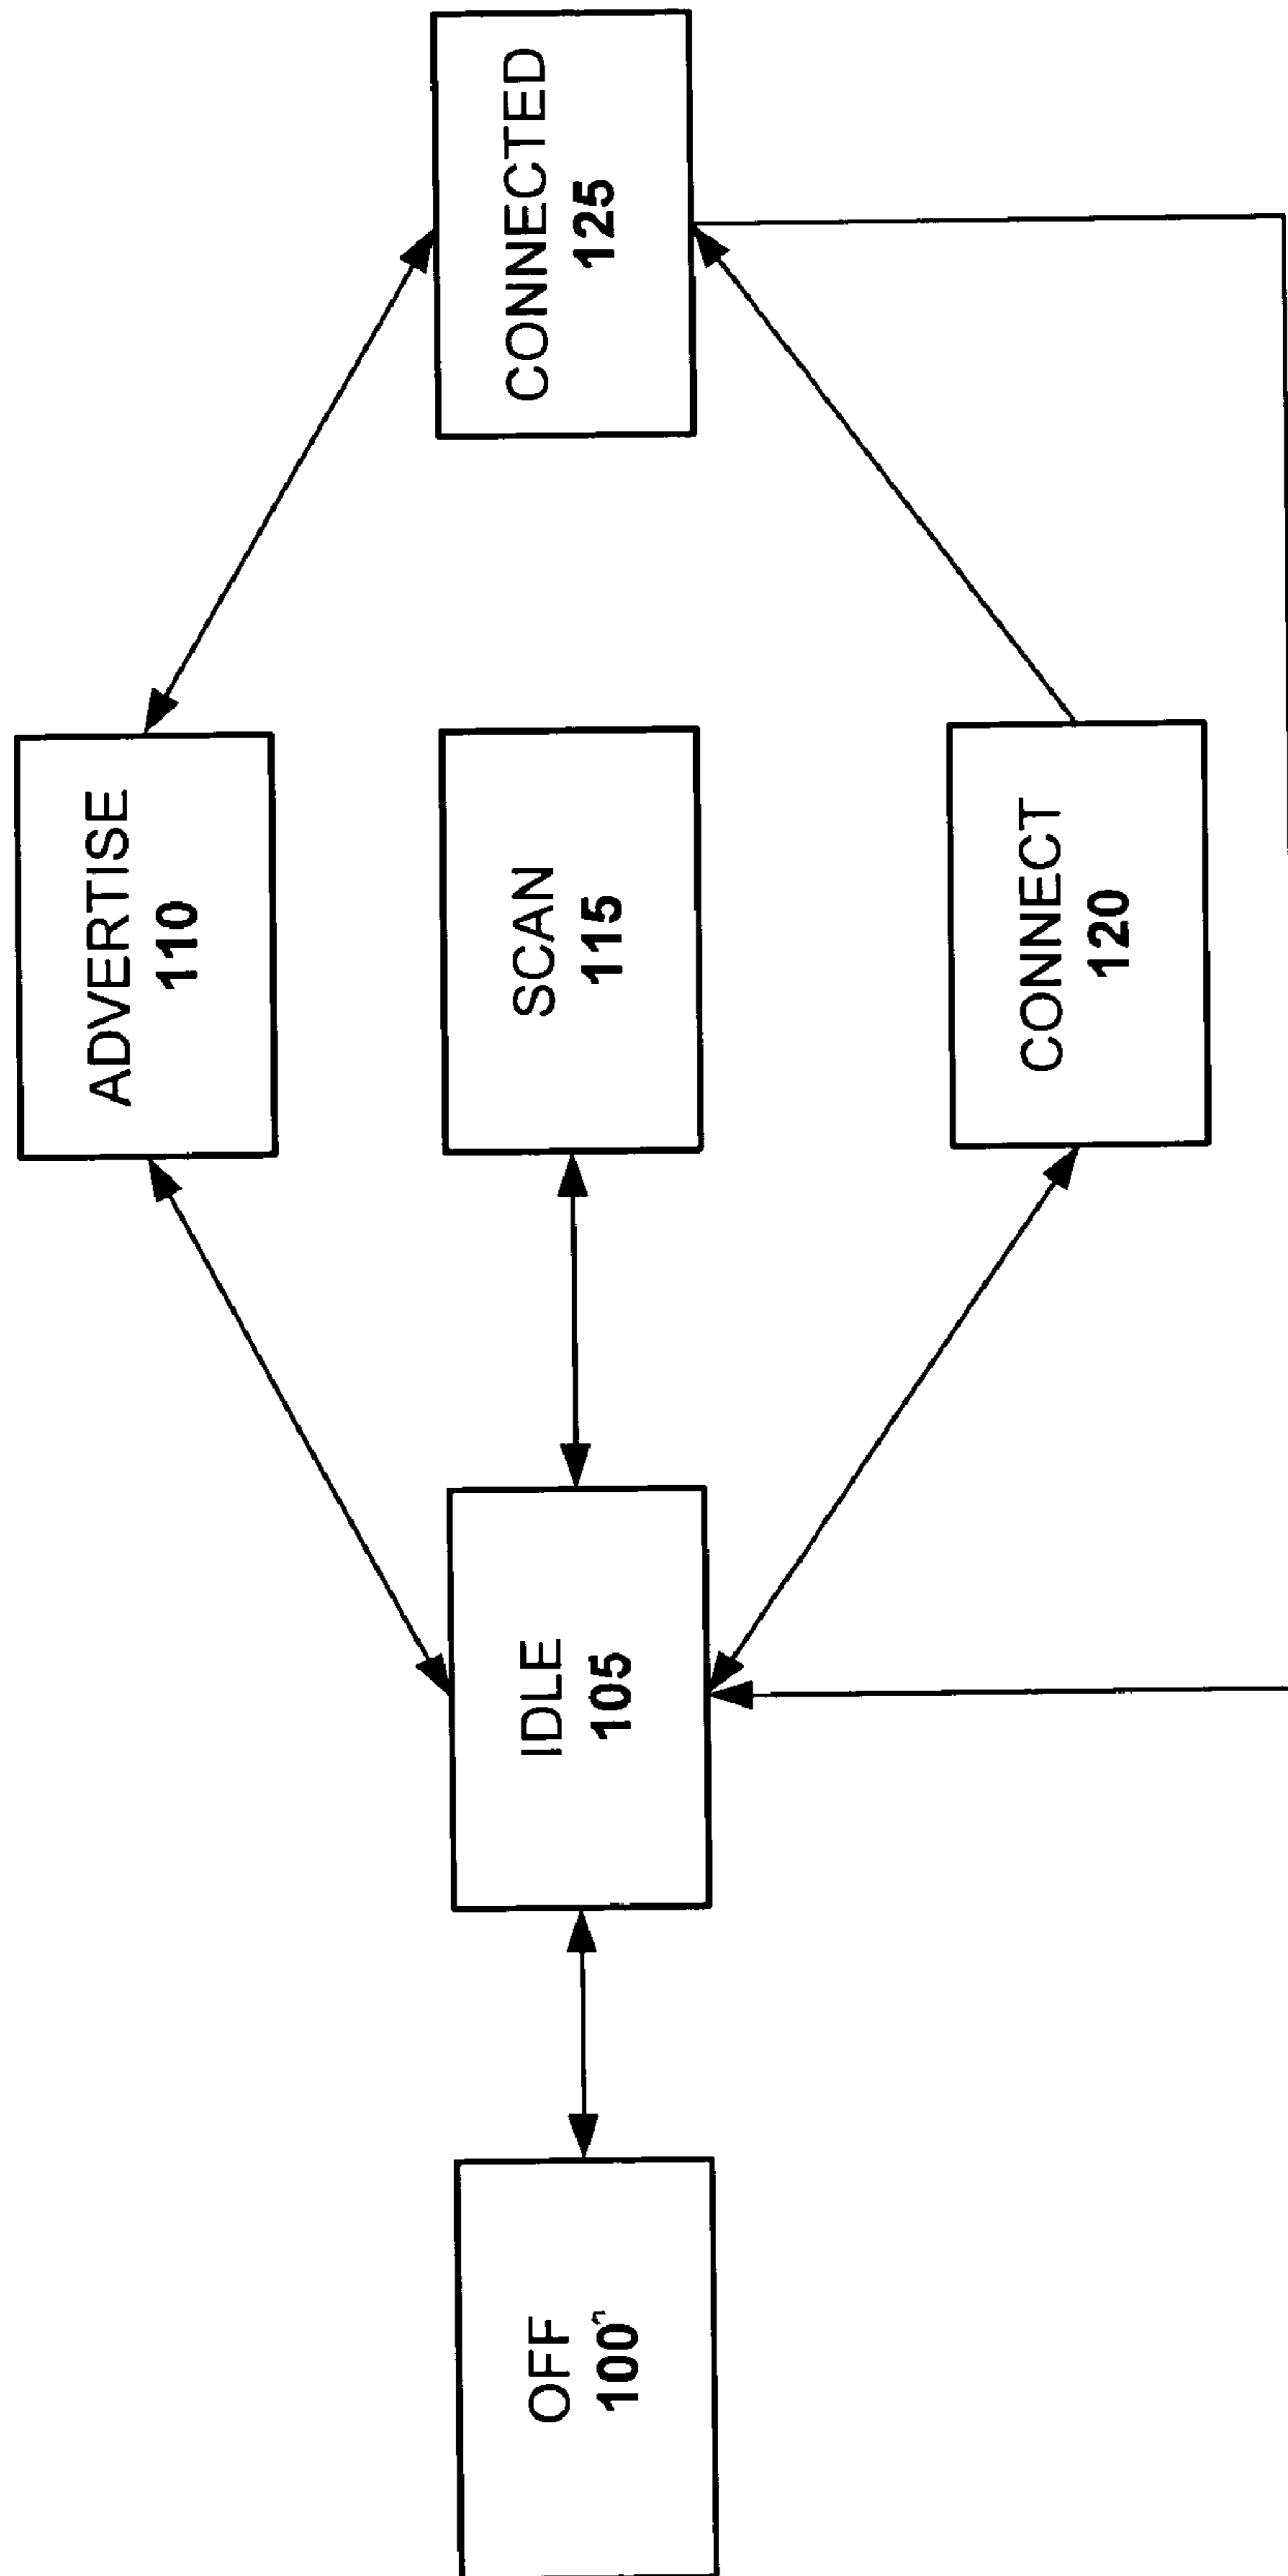 OFF
100
IDLE
105
ADVERTISE
110
SCAN
115
CONNECT
120
CONNECTED
125